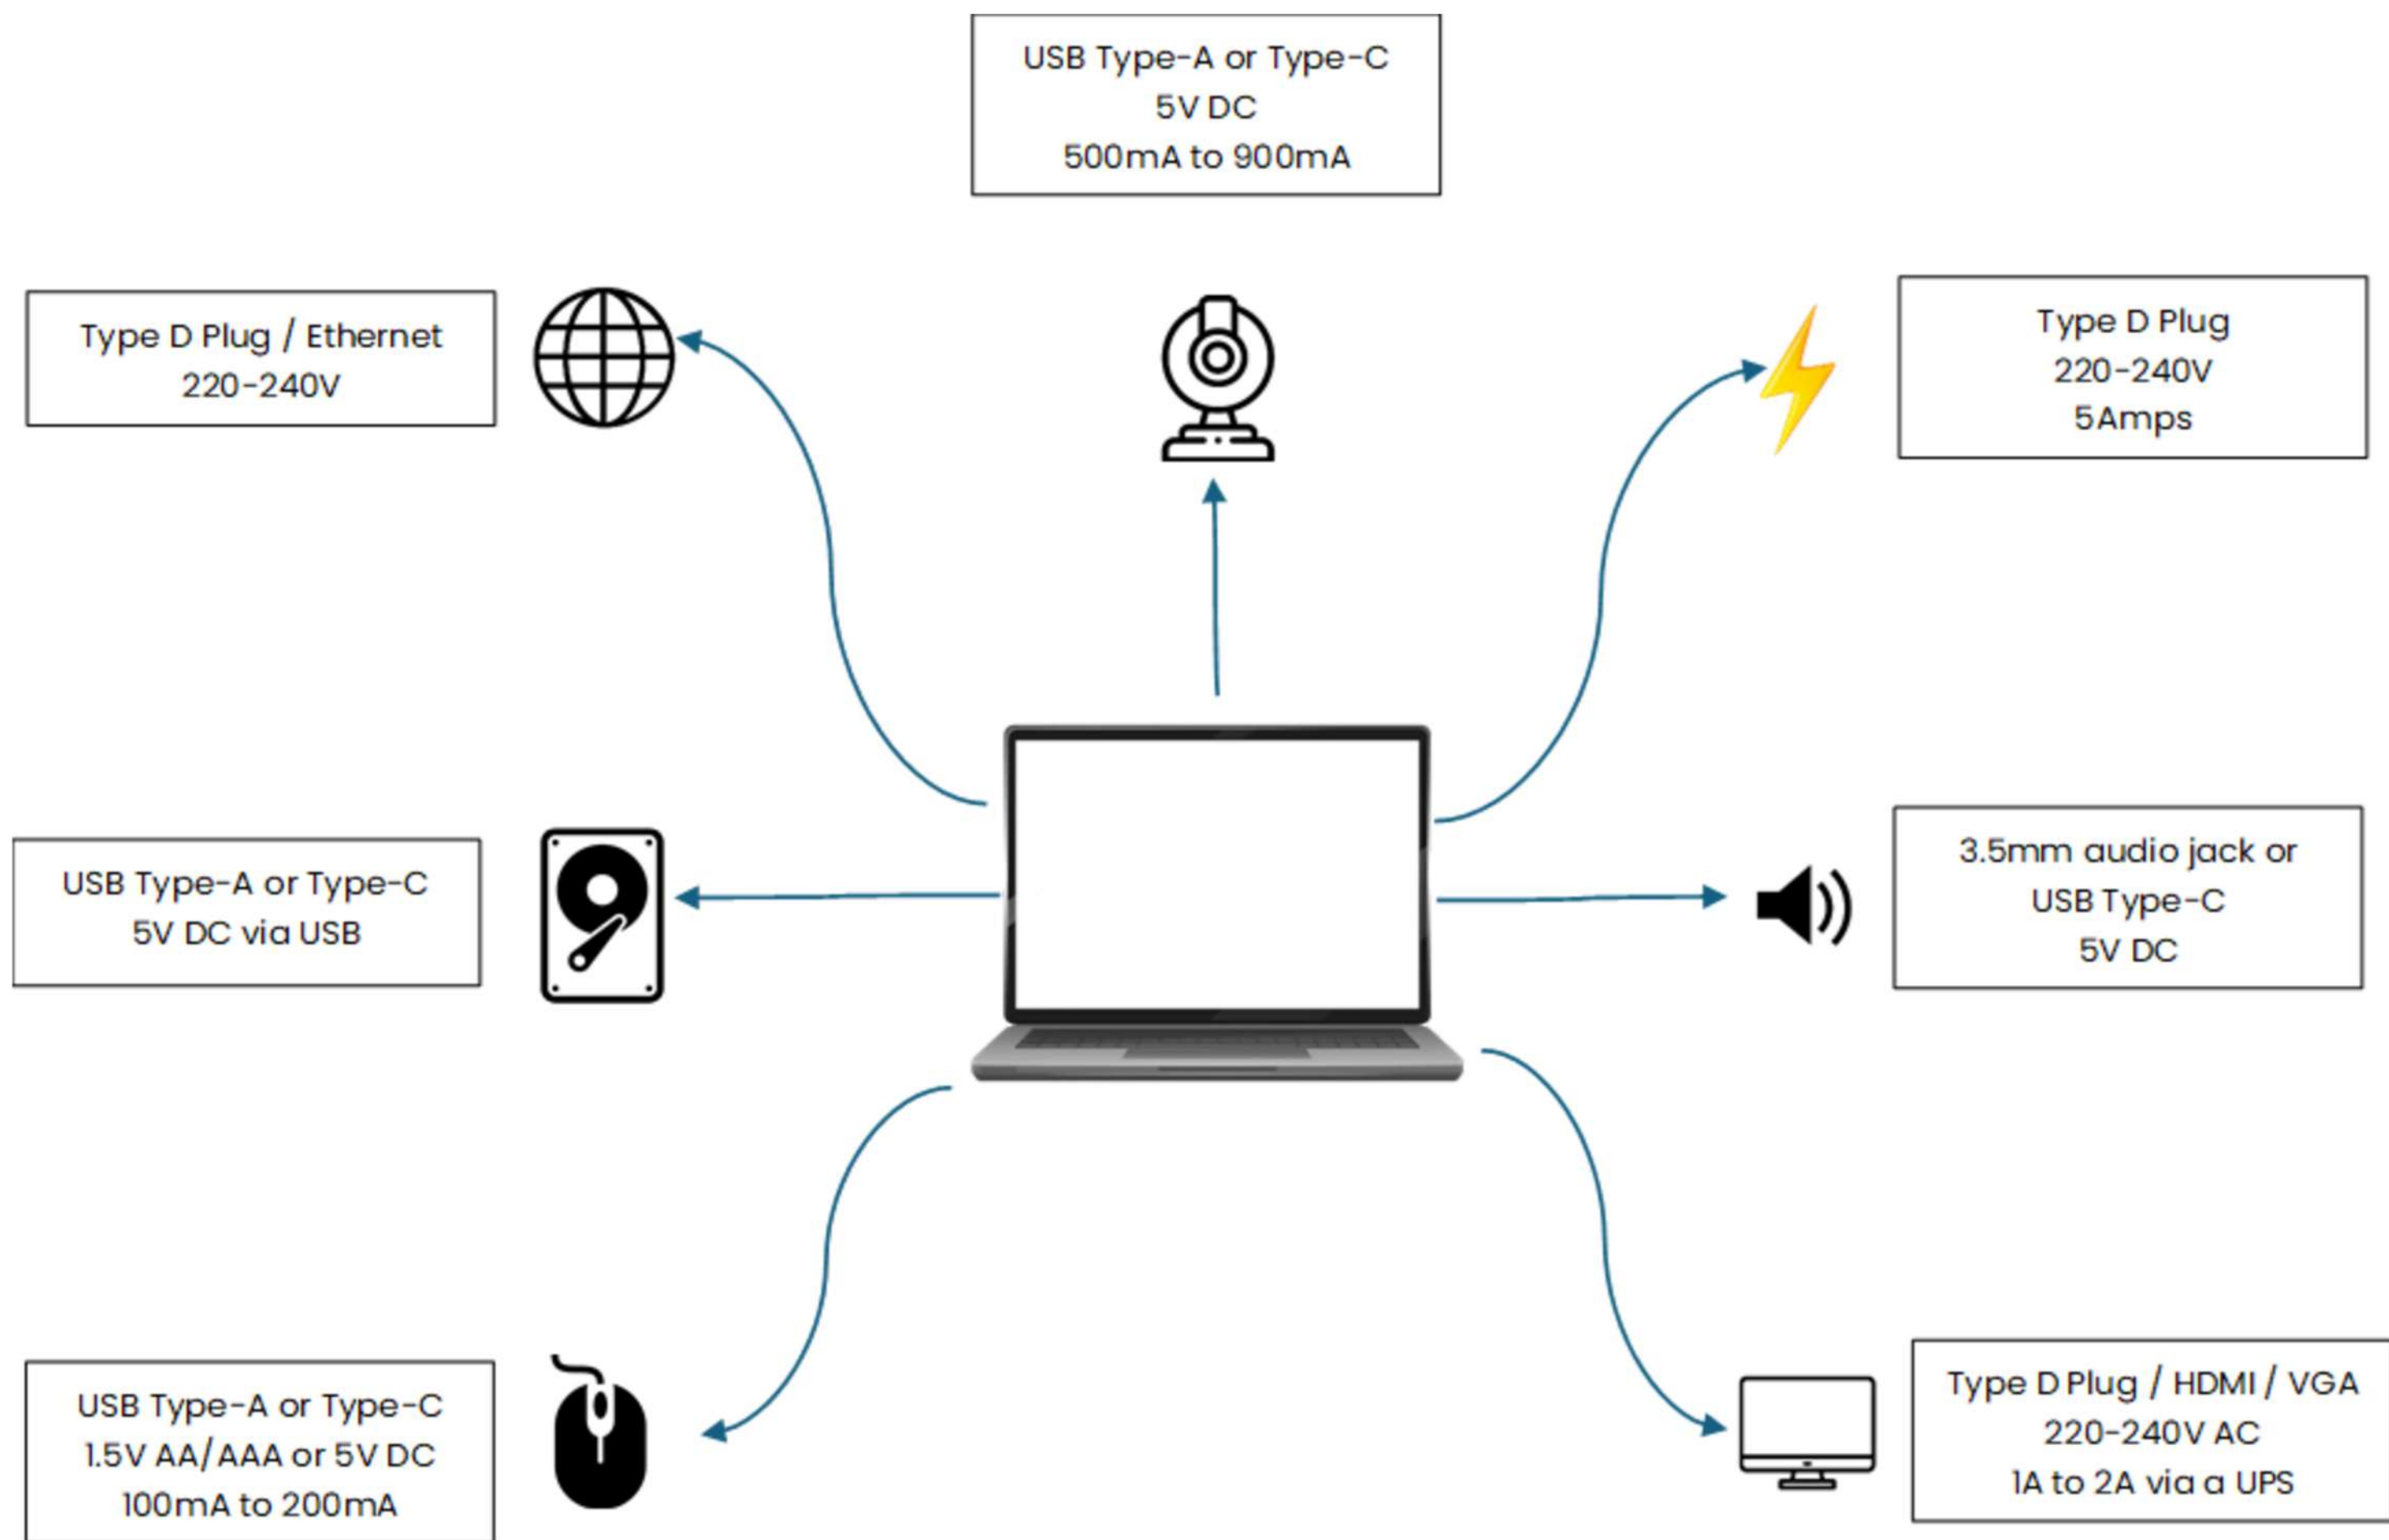 USB Type-A or Type-C
5V DC
500mA to 900mA
Type D Plug / Ethernet
220-240V
Type D Plug
220-240V
5Amps
USB Type-A or Type-C
5V DC via USB
3.5mm audio jack or
USB Type-C
5V DC
USB Type-A or Type-C
1.5V AA/AAA or 5V DC
100mA to 200mA
Type D Plug / HDMI / VGA
220-240V AC
1A to 2A via a UPS